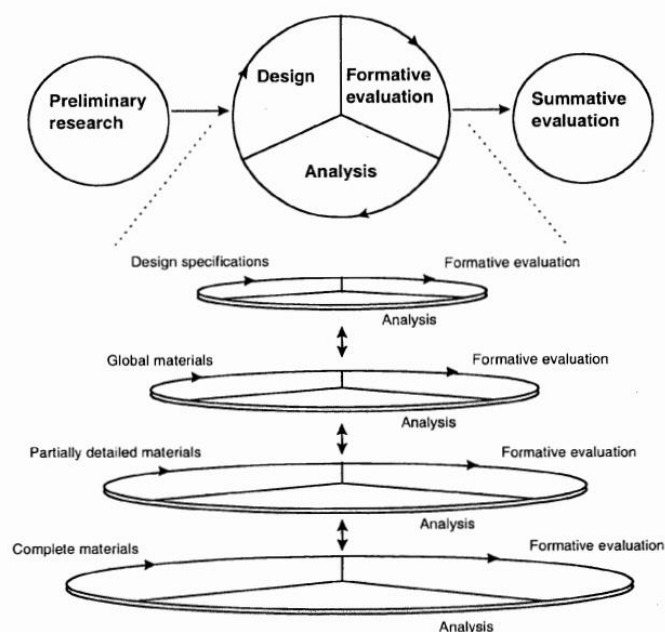 Preliminary
research
Design
Formative
evaluation
Analysis
Summative
evaluation
Design specifications
Formative evaluation
Analysis
Global materials
Formative evaluation
Analysis
Partially detailed materials
Formative evaluation
Analysis
Complete materials
Formative evaluation
Analysis